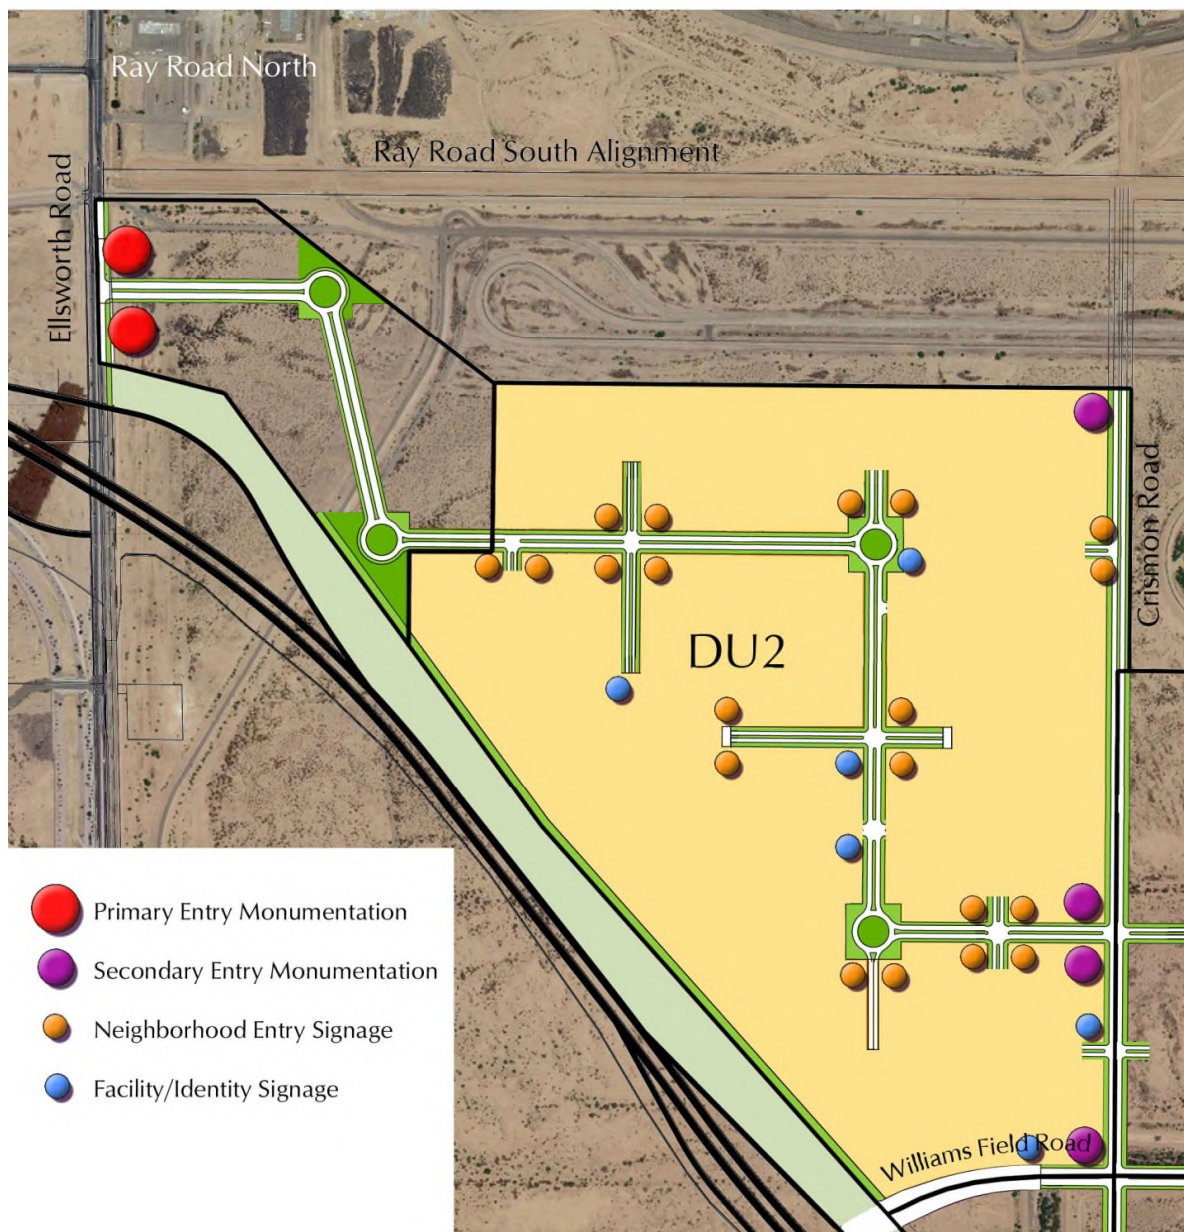 Ray Road North
Ray Road South Alignment
Ellsworth Road
Crismon Road
DU2
Williams Field Road
Primary Entry Monumentation
Secondary Entry Monumentation
Neighborhood Entry Signage
Facility/Identity Signage